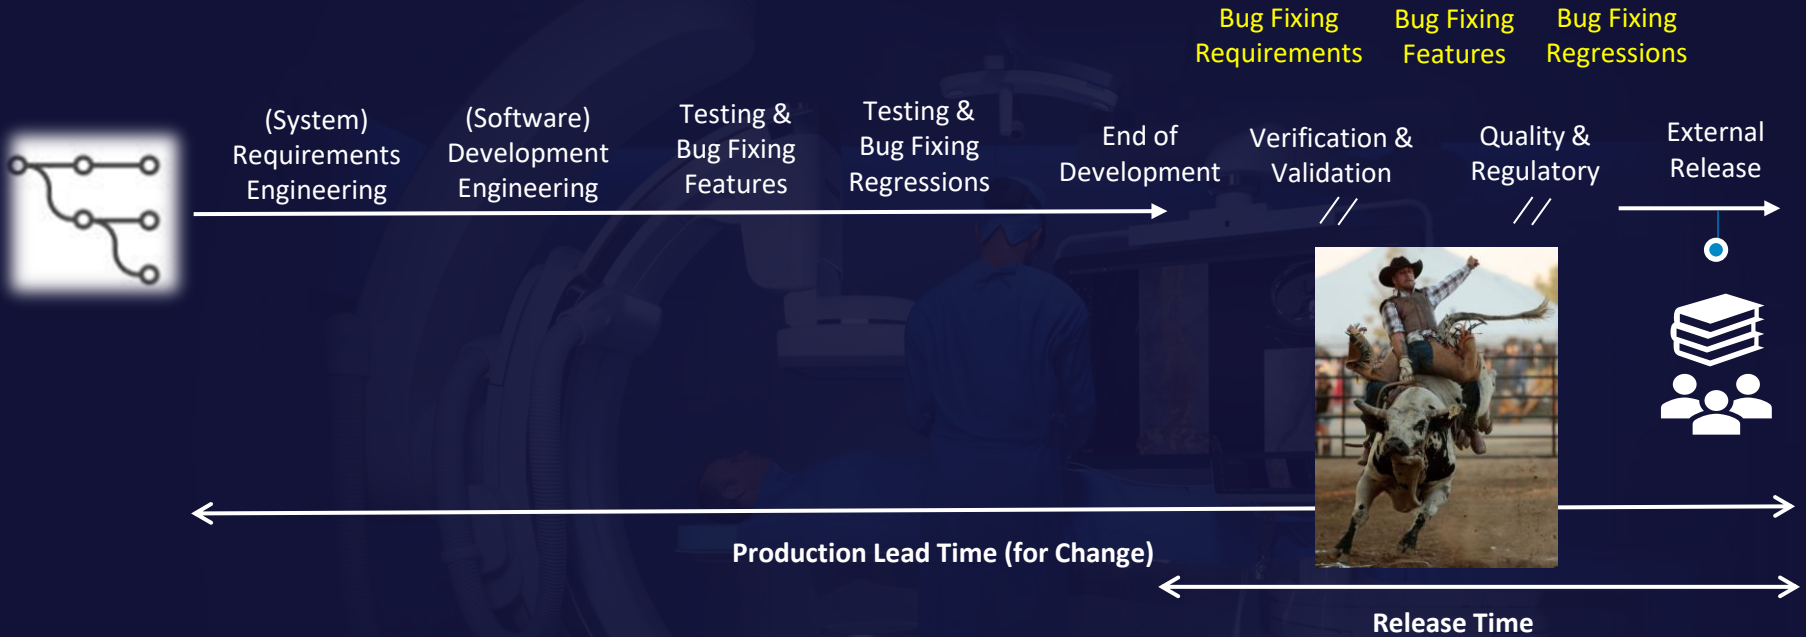 Bug Fixing
Requirements
Bug Fixing
Features
Bug Fixing
Regressions
(System)
Requirements
Engineering
(Software)
Development
Engineering
Testing &
Bug Fixing
Features
Testing &
Bug Fixing
Regressions
End of
Development
Verification &
Validation
Quality &
Regulatory
External
Release
//
//
Production Lead Time (for Change)
Release Time